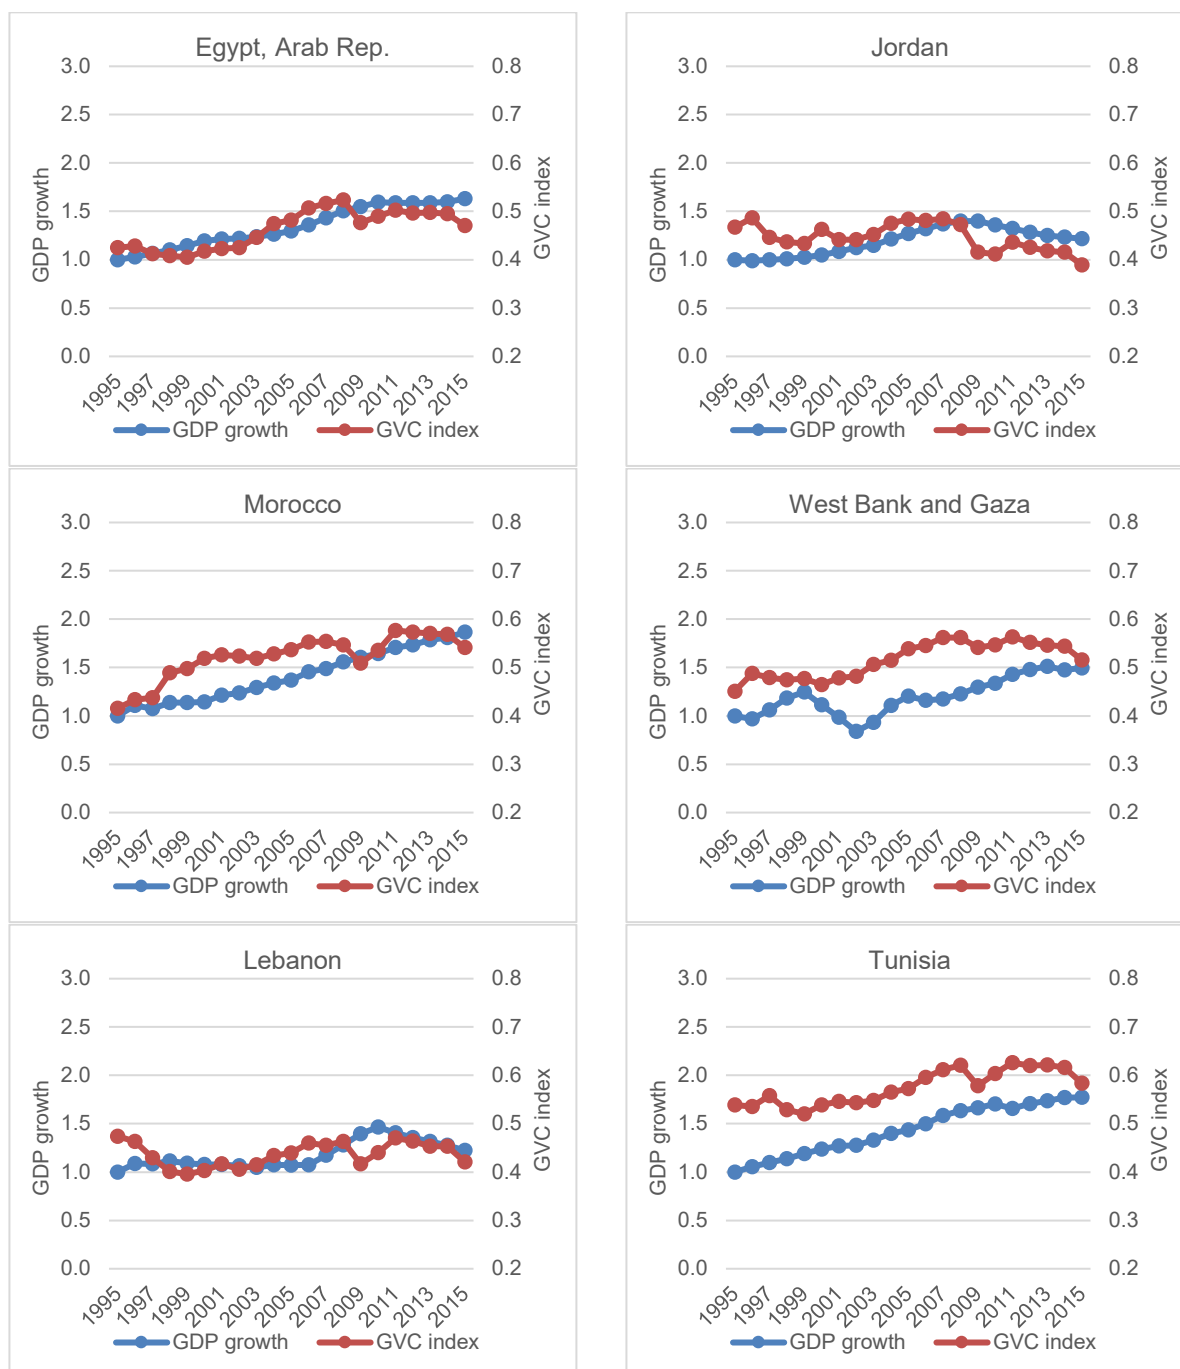 Egypt, Arab Rep.
3.0 0.8
2.5 0.7
2.0 0.6
1.5 0.5
1.0 0.4
0.5 0.3
0.0 0.2
GDP growth
GVC index
1995 1997 1999 2001 2003 2005 2007 2009 2011 2013 2015
GDP growth GVC index
Jordan
3.0 0.8
2.5 0.7
2.0 0.6
1.5 0.5
1.0 0.4
0.5 0.3
0.0 0.2
GDP growth
GVC index
1995 1997 1999 2001 2003 2005 2007 2009 2011 2013 2015
GDP growth GVC index
Morocco
3.0 0.8
2.5 0.7
2.0 0.6
1.5 0.5
1.0 0.4
0.5 0.3
0.0 0.2
GDP growth
GVC index
1995 1997 1999 2001 2003 2005 2007 2009 2011 2013 2015
GDP growth GVC index
West Bank and Gaza
3.0 0.8
2.5 0.7
2.0 0.6
1.5 0.5
1.0 0.4
0.5 0.3
0.0 0.2
GDP growth
GVC index
1995 1997 1999 2001 2003 2005 2007 2009 2011 2013 2015
GDP growth GVC index
Lebanon
3.0 0.8
2.5 0.7
2.0 0.6
1.5 0.5
1.0 0.4
0.5 0.3
0.0 0.2
GDP growth
GVC index
1995 1997 1999 2001 2003 2005 2007 2009 2011 2013 2015
GDP growth GVC index
Tunisia
3.0 0.8
2.5 0.7
2.0 0.6
1.5 0.5
1.0 0.4
0.5 0.3
0.0 0.2
GDP growth
GVC index
1995 1997 1999 2001 2003 2005 2007 2009 2011 2013 2015
GDP growth GVC index